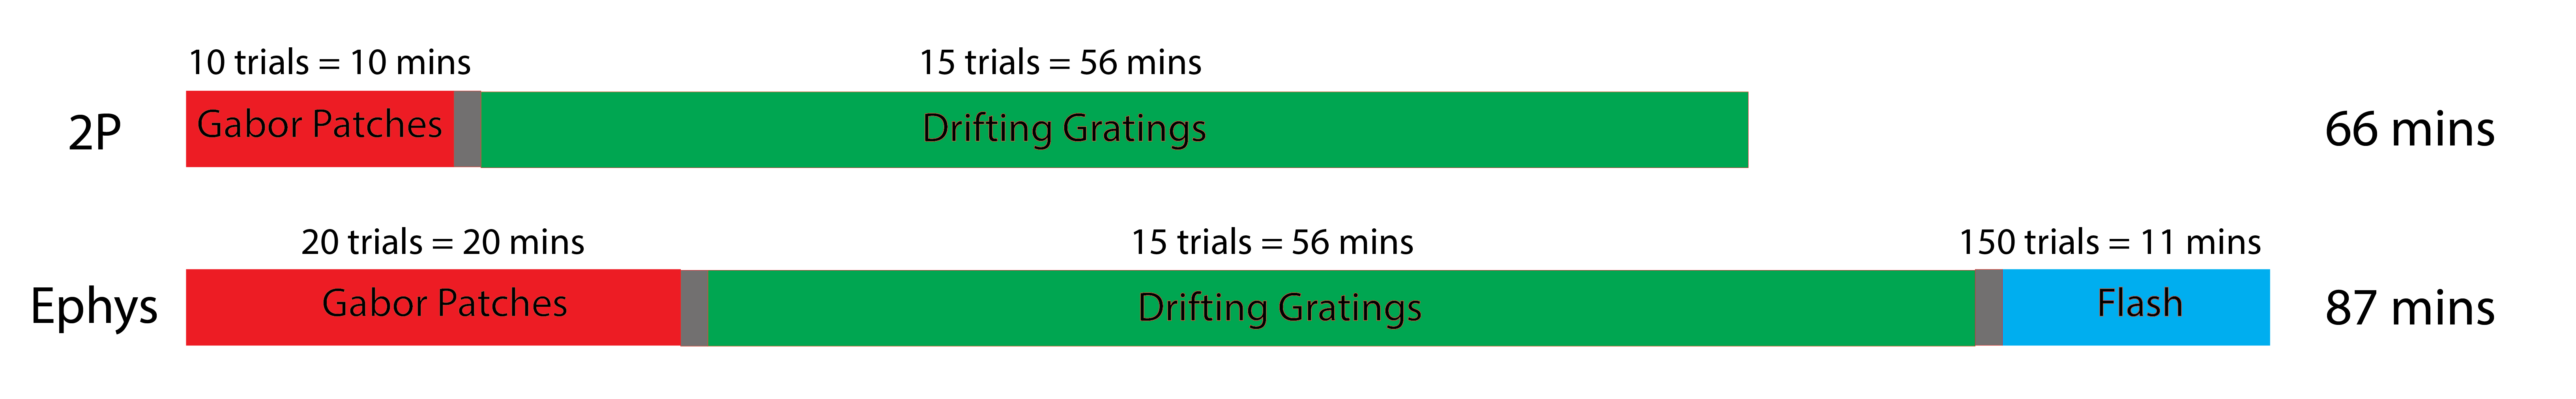 10 trials = 10 mins
15 trials = 56 mins
2P
Gabor Patches
Drifting Gratings
66 mins
20 trials = 20 mins
15 trials = 56 mins
150 trials = 11 mins
Ephys
Gabor Patches
Drifting Gratings
Flash
87 mins